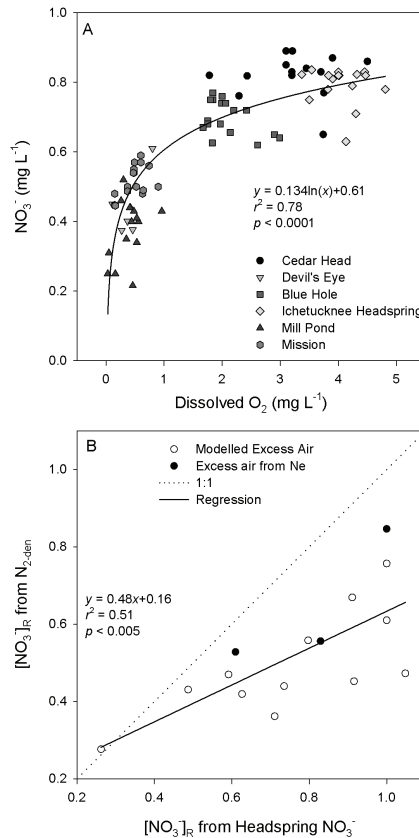 A
1.0
0.8
0.6
0.4
0.2
0.0
NO₃⁻ (mg L⁻¹)
y = 0.134ln(x)+0.61
r² = 0.78
p < 0.0001
Cedar Head
Devil's Eye
Blue Hole
Ichetucknee Headspring
Mill Pond
Mission
0 1 2 3 4 5
Dissolved O₂ (mg L⁻¹)
B
Modelled Excess Air
Excess air from Ne
1:1
Regression
1.0
0.8
0.6
0.4
0.2
[NO₃⁻]R from N₂₋den
y = 0.48x+0.16
r² = 0.51
p < 0.005
0.2 0.4 0.6 0.8 1.0
[NO₃⁻]R from Headspring NO₃⁻